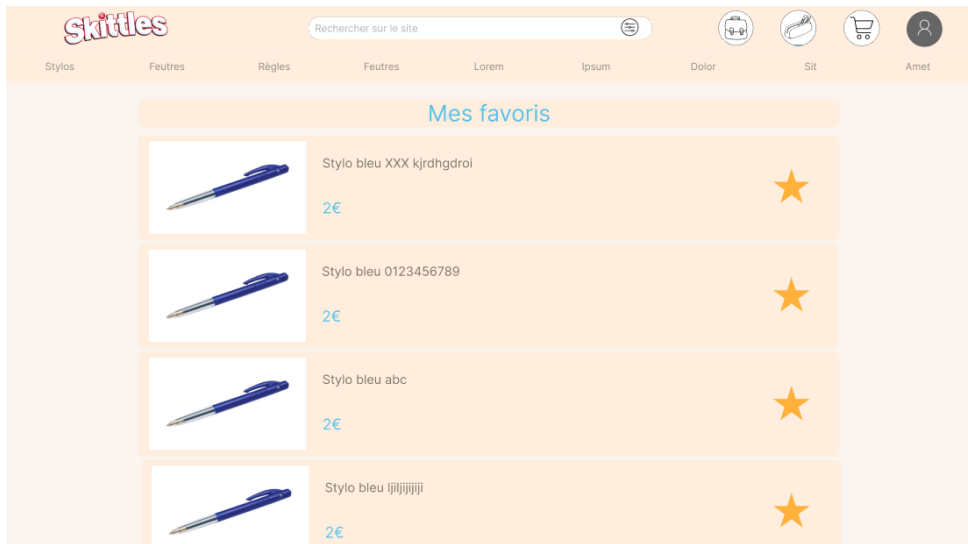 Skittles
Rechercher sur le site
Stylos Feutres Règles Feutres Lorem Ipsum Dolor Sit Amet
Mes favoris
Stylo bleu XXX kjrdhgdroi
2€
Stylo bleu 0123456789
2€
Stylo bleu abc
2€
Stylo bleu ljiljijijiji
2€